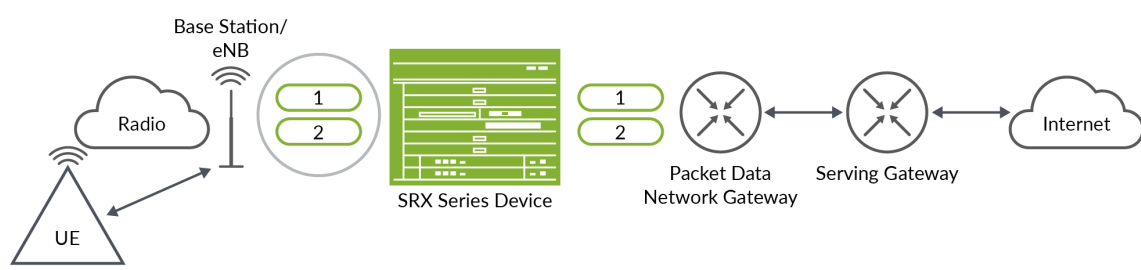 Base Station/
eNB
Radio
UE
1
2
SRX Series Device
1
2
Packet Data
Network Gateway
Serving Gateway
Internet